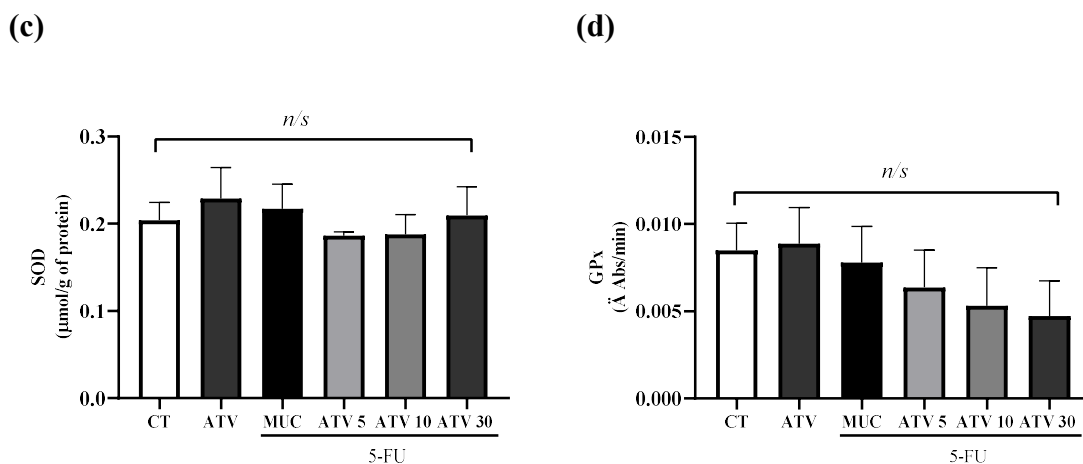 (c)
n/s
SOD
(µmol/g of protein)
0.3
0.2
0.1
0.0
CT ATV MUC ATV 5 ATV 10 ATV 30
5-FU
(d)
n/s
GPx
(Ä Abs/min)
0.015
0.010
0.005
0.000
CT ATV MUC ATV 5 ATV 10 ATV 30
5-FU